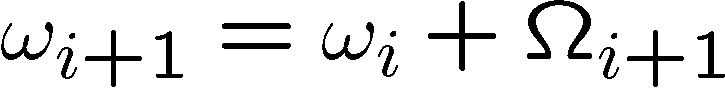 ω_{i+1} = ω_i + Ω_{i+1}